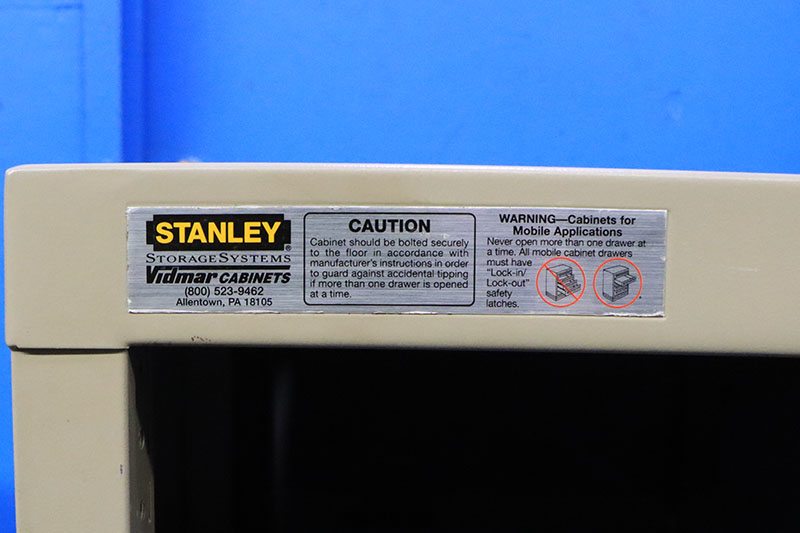 STANLEY®
STORAGESYSTEMS
Vidmar CABINETS
(800) 523-9462
Allentown, PA 18105
CAUTION
Cabinet should be bolted securely
to the floor in accordance with
manufacturer's instructions in order
to guard against accidental tipping
if more than one drawer is opened
at a time.
WARNING—Cabinets for
Mobile Applications
Never open more than one drawer at
a time. All mobile cabinet drawers
must have
"Lock-in/
Lock-out"
safety
latches.